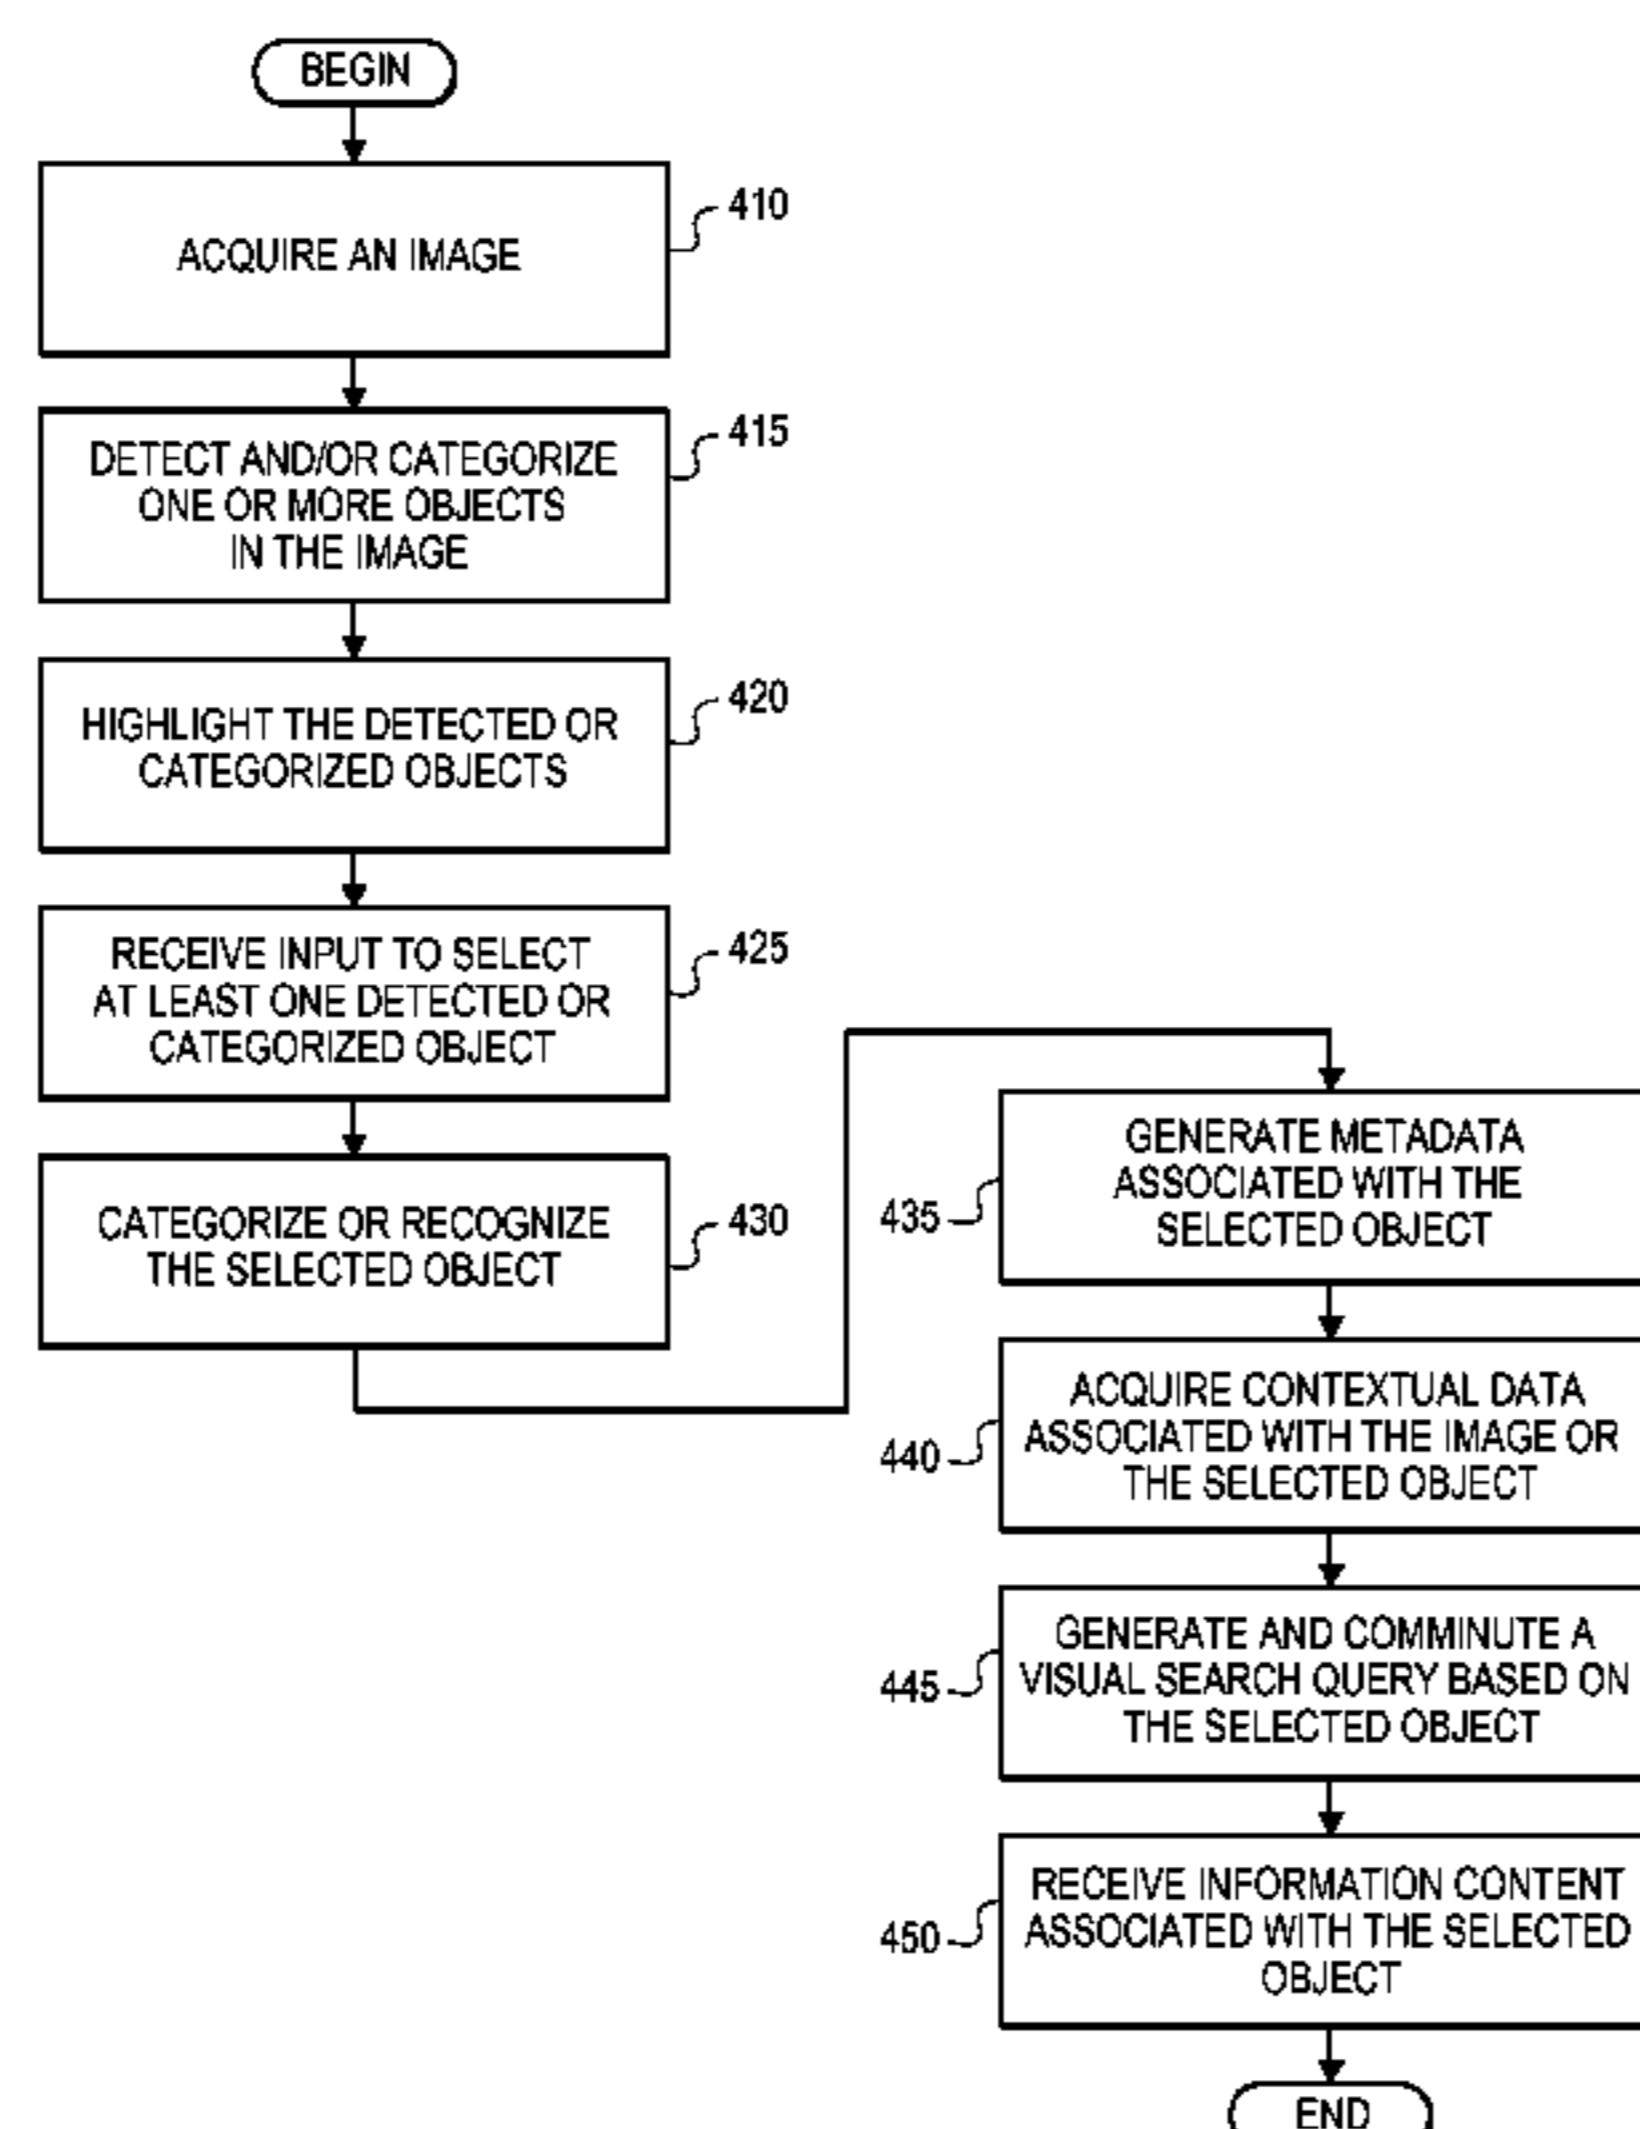 BEGIN
ACQUIRE AN IMAGE
410
DETECT AND/OR CATEGORIZE
ONE OR MORE OBJECTS
IN THE IMAGE
415
HIGHLIGHT THE DETECTED OR
CATEGORIZED OBJECTS
420
RECEIVE INPUT TO SELECT
AT LEAST ONE DETECTED OR
CATEGORIZED OBJECT
425
CATEGORIZE OR RECOGNIZE
THE SELECTED OBJECT
430
GENERATE METADATA
ASSOCIATED WITH THE
SELECTED OBJECT
435
ACQUIRE CONTEXTUAL DATA
ASSOCIATED WITH THE IMAGE OR
THE SELECTED OBJECT
440
GENERATE AND COMMINUTE A
VISUAL SEARCH QUERY BASED ON
THE SELECTED OBJECT
445
RECEIVE INFORMATION CONTENT
ASSOCIATED WITH THE SELECTED
OBJECT
450
END